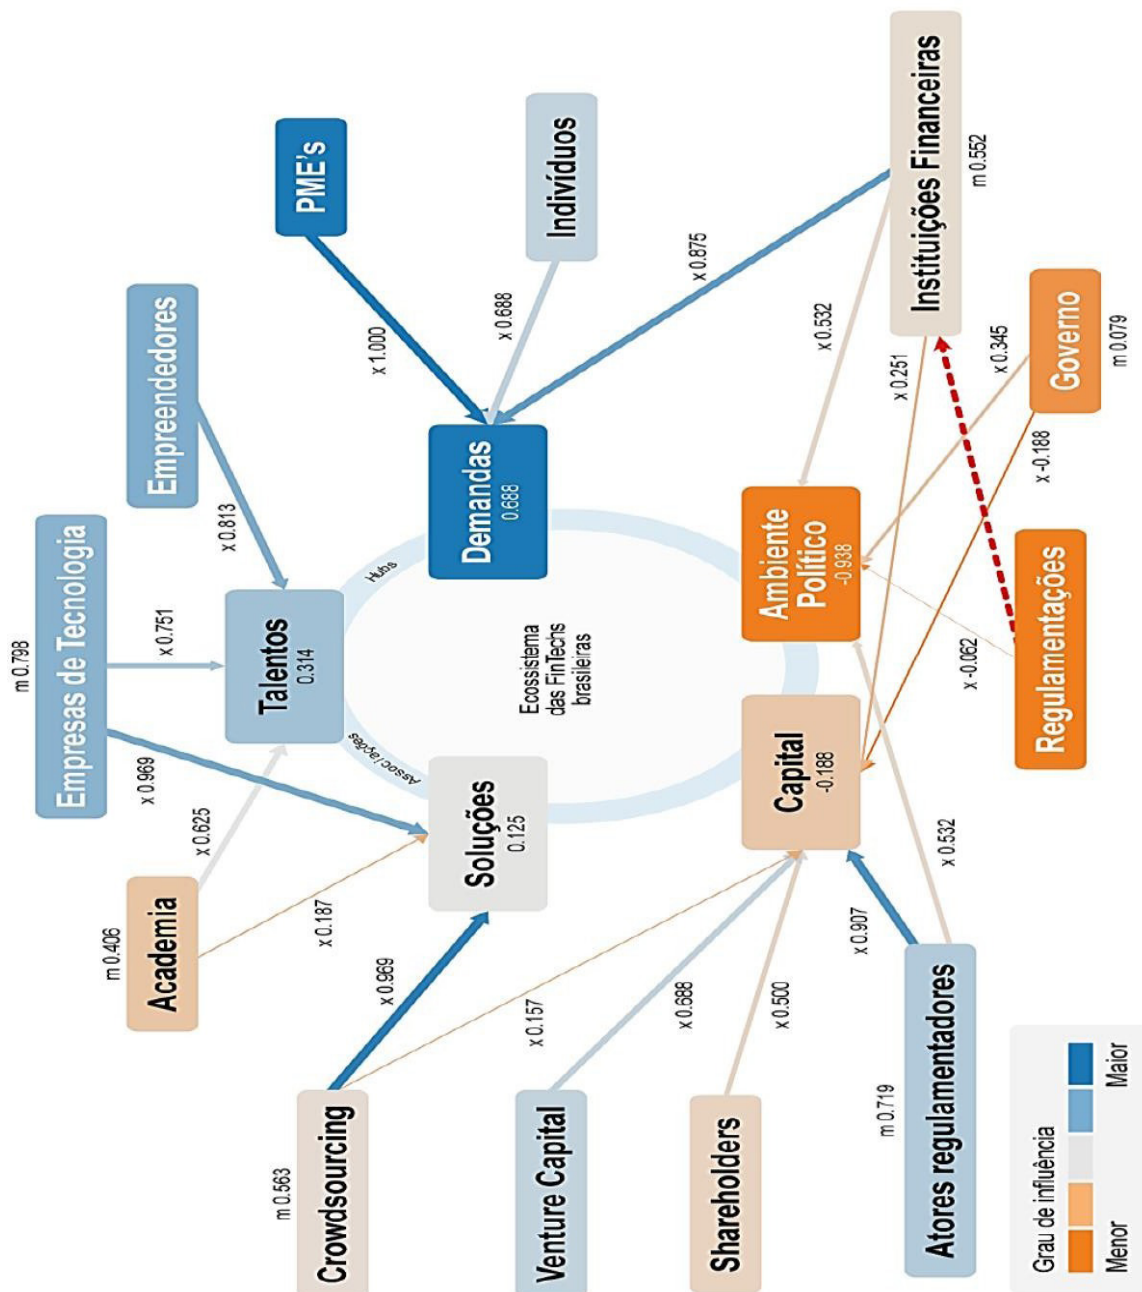 m 0.798
Empresas de Tecnologia
Empreendedores
PME's
Indivíduos
m 0.406
Academia
x 0.625
x 0.187
x 0.969
x 0.751
x 0.813
x 1.000
x 0.688
x 0.875
m 0.563
Crowdsourcing
x 0.969
x 0.157
Talentos
0.314
Soluções
0.125
Associações
Hubs
Demandas
0.688
Ecossistema
das FinTechs
brasileiras
Venture Capital
x 0.688
Shareholders
x 0.500
Capital
-0.188
Ambiente
Político
-0.938
x 0.532
x 0.251
x 0.345
x -0.188
x -0.062
Instituições Financeiras
m 0.552
m 0.719
Atores regulamentadores
x 0.907
x 0.532
Regulamentações
Governo
m 0.079
Grau de influência
Menor
Maior